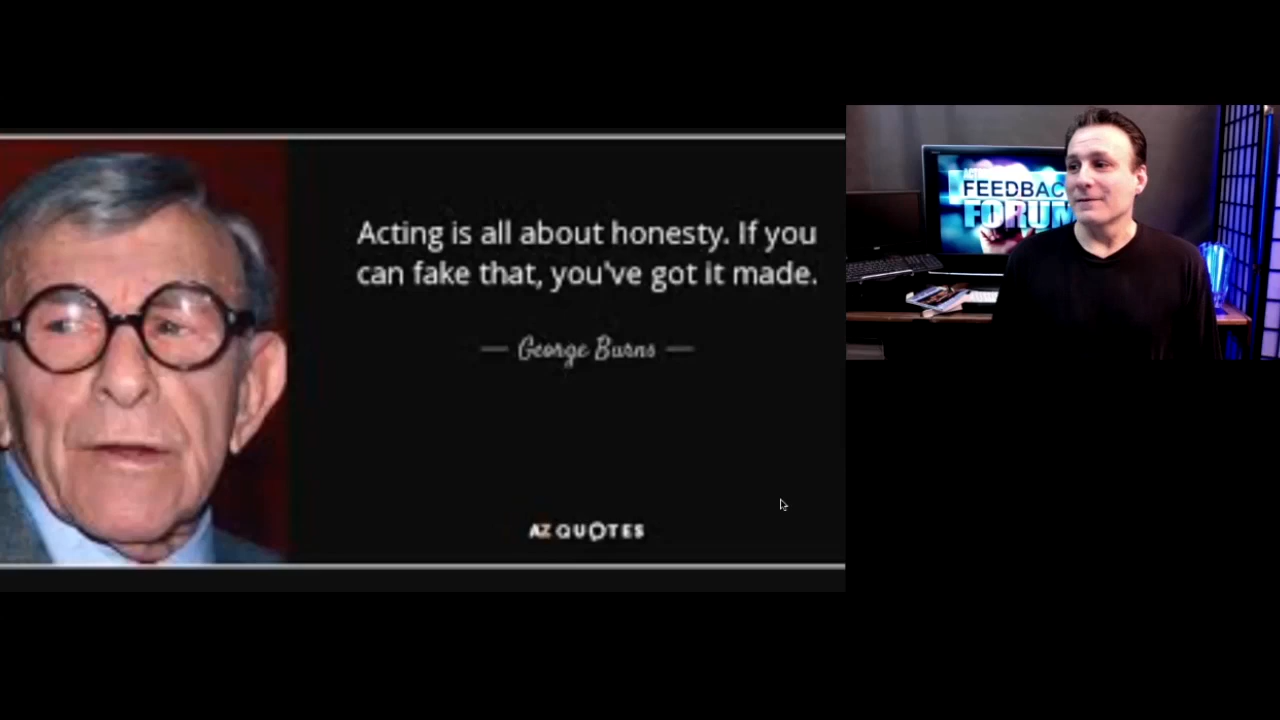 Acting is all about honesty. If you
can fake that, you've got it made.
— George Burns —
AZ QUOTES
FEEDBAC
FORUM